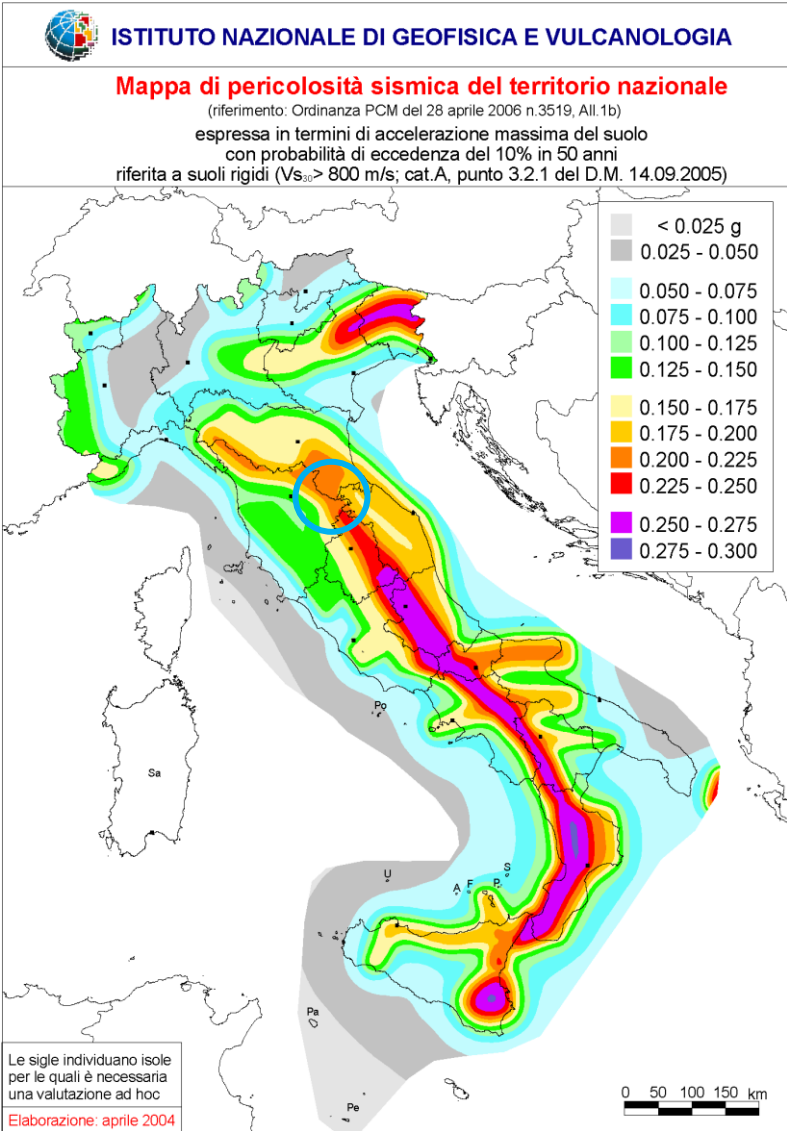 ISTITUTO NAZIONALE DI GEOFISICA E VULCANOLOGIA
Mappa di pericolosità sismica del territorio nazionale
(riferimento: Ordinanza PCM del 28 aprile 2006 n.3519, All.1b)
espressa in termini di accelerazione massima del suolo
con probabilità di eccedenza del 10% in 50 anni
riferita a suoli rigidi (Vs₃₀> 800 m/s; cat.A, punto 3.2.1 del D.M. 14.09.2005)
< 0.025 g
0.025 - 0.050
0.050 - 0.075
0.075 - 0.100
0.100 - 0.125
0.125 - 0.150
0.150 - 0.175
0.175 - 0.200
0.200 - 0.225
0.225 - 0.250
0.250 - 0.275
0.275 - 0.300
Po
Sa
U
A
F
P
S
Pa
Pe
Le sigle individuano isole
per le quali è necessaria
una valutazione ad hoc
Elaborazione: aprile 2004
0 50 100 150 km